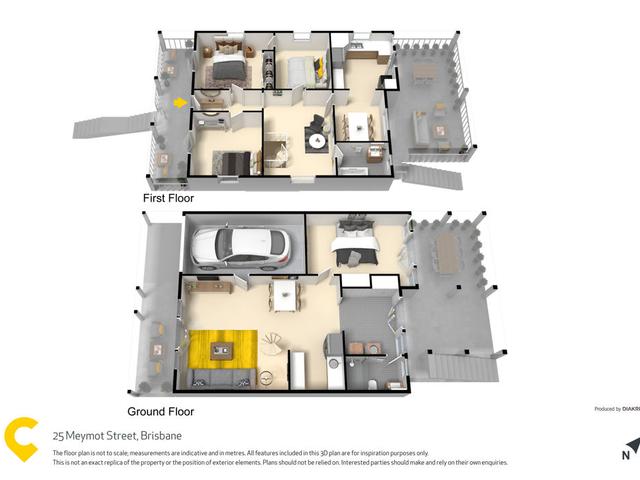 First Floor
Ground Floor
Produced by DIAKRI
25 Meymot Street, Brisbane
The floor plan is not to scale; measurements are indicative and in metres. All features included in this 3D plan are for inspiration purposes only.
This is not an exact replica of the property or the position of exterior elements. Plans should not be relied on. Interested parties should make and rely on their own enquiries.
N